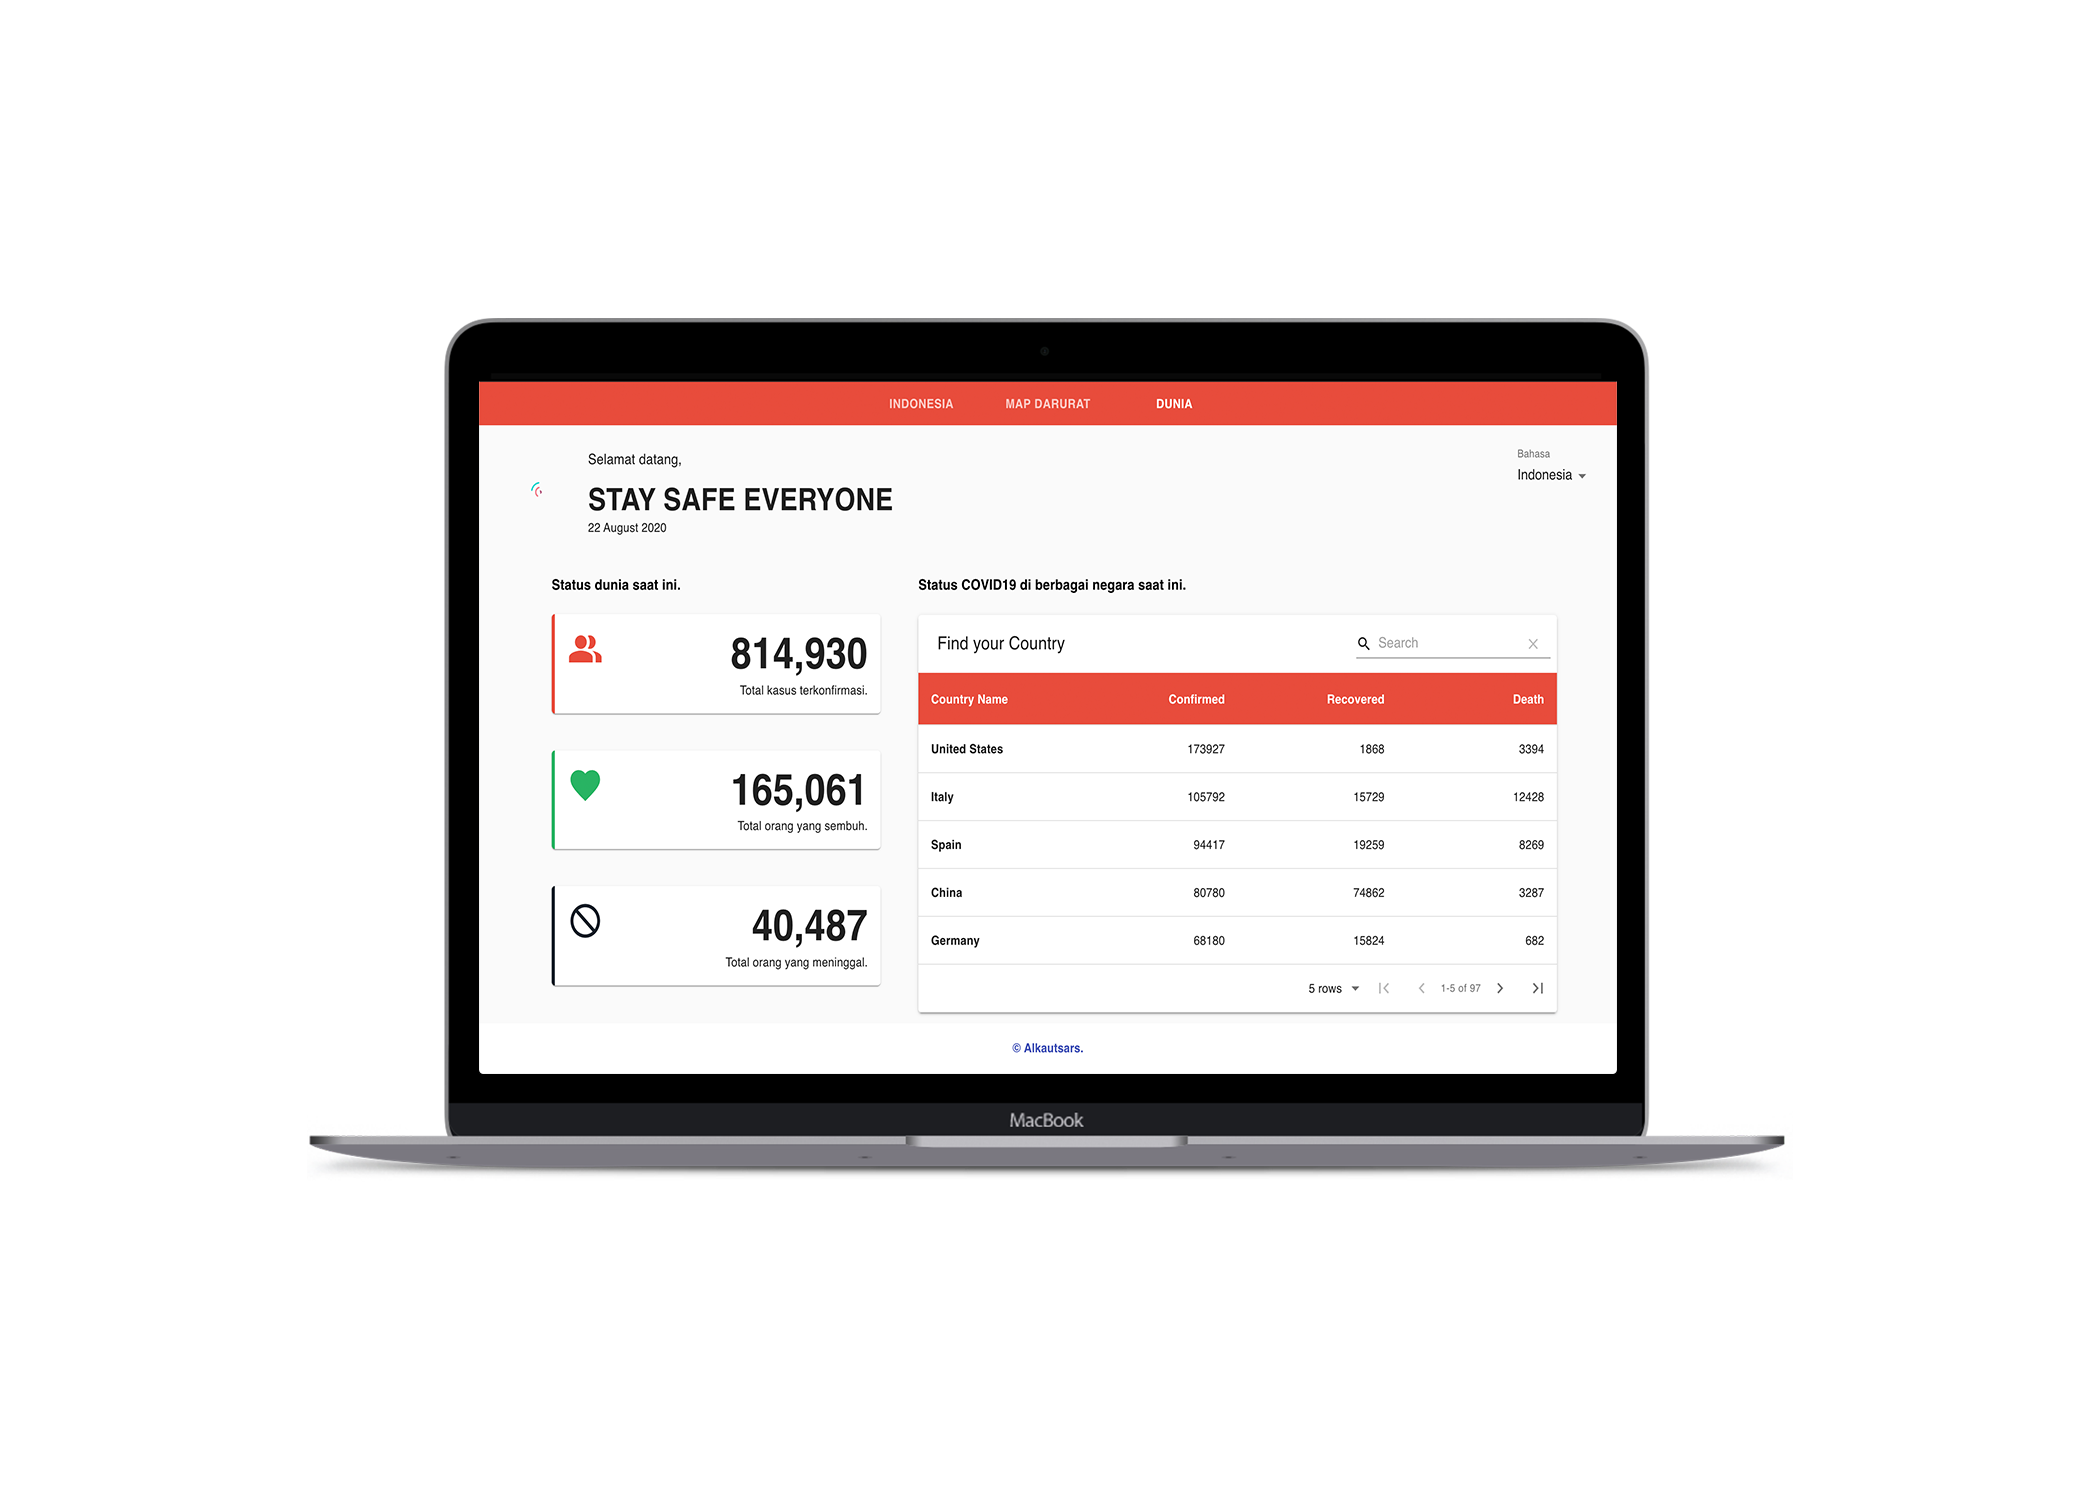 INDONESIA MAP DARURAT DUNIA
Selamat datang,
STAY SAFE EVERYONE
22 August 2020
Bahasa
Indonesia
Status dunia saat ini.
814,930
Total kasus terkonfirmasi.
165,061
Total orang yang sembuh.
40,487
Total orang yang meninggal.
Status COVID19 di berbagai negara saat ini.
Find your Country Search
Country Name Confirmed Recovered Death
United States 173927 1868 3394
Italy 105792 15729 12428
Spain 94417 19259 8269
China 80780 74862 3287
Germany 68180 15824 682
5 rows 1-5 of 97
© Alkautsars.
MacBook